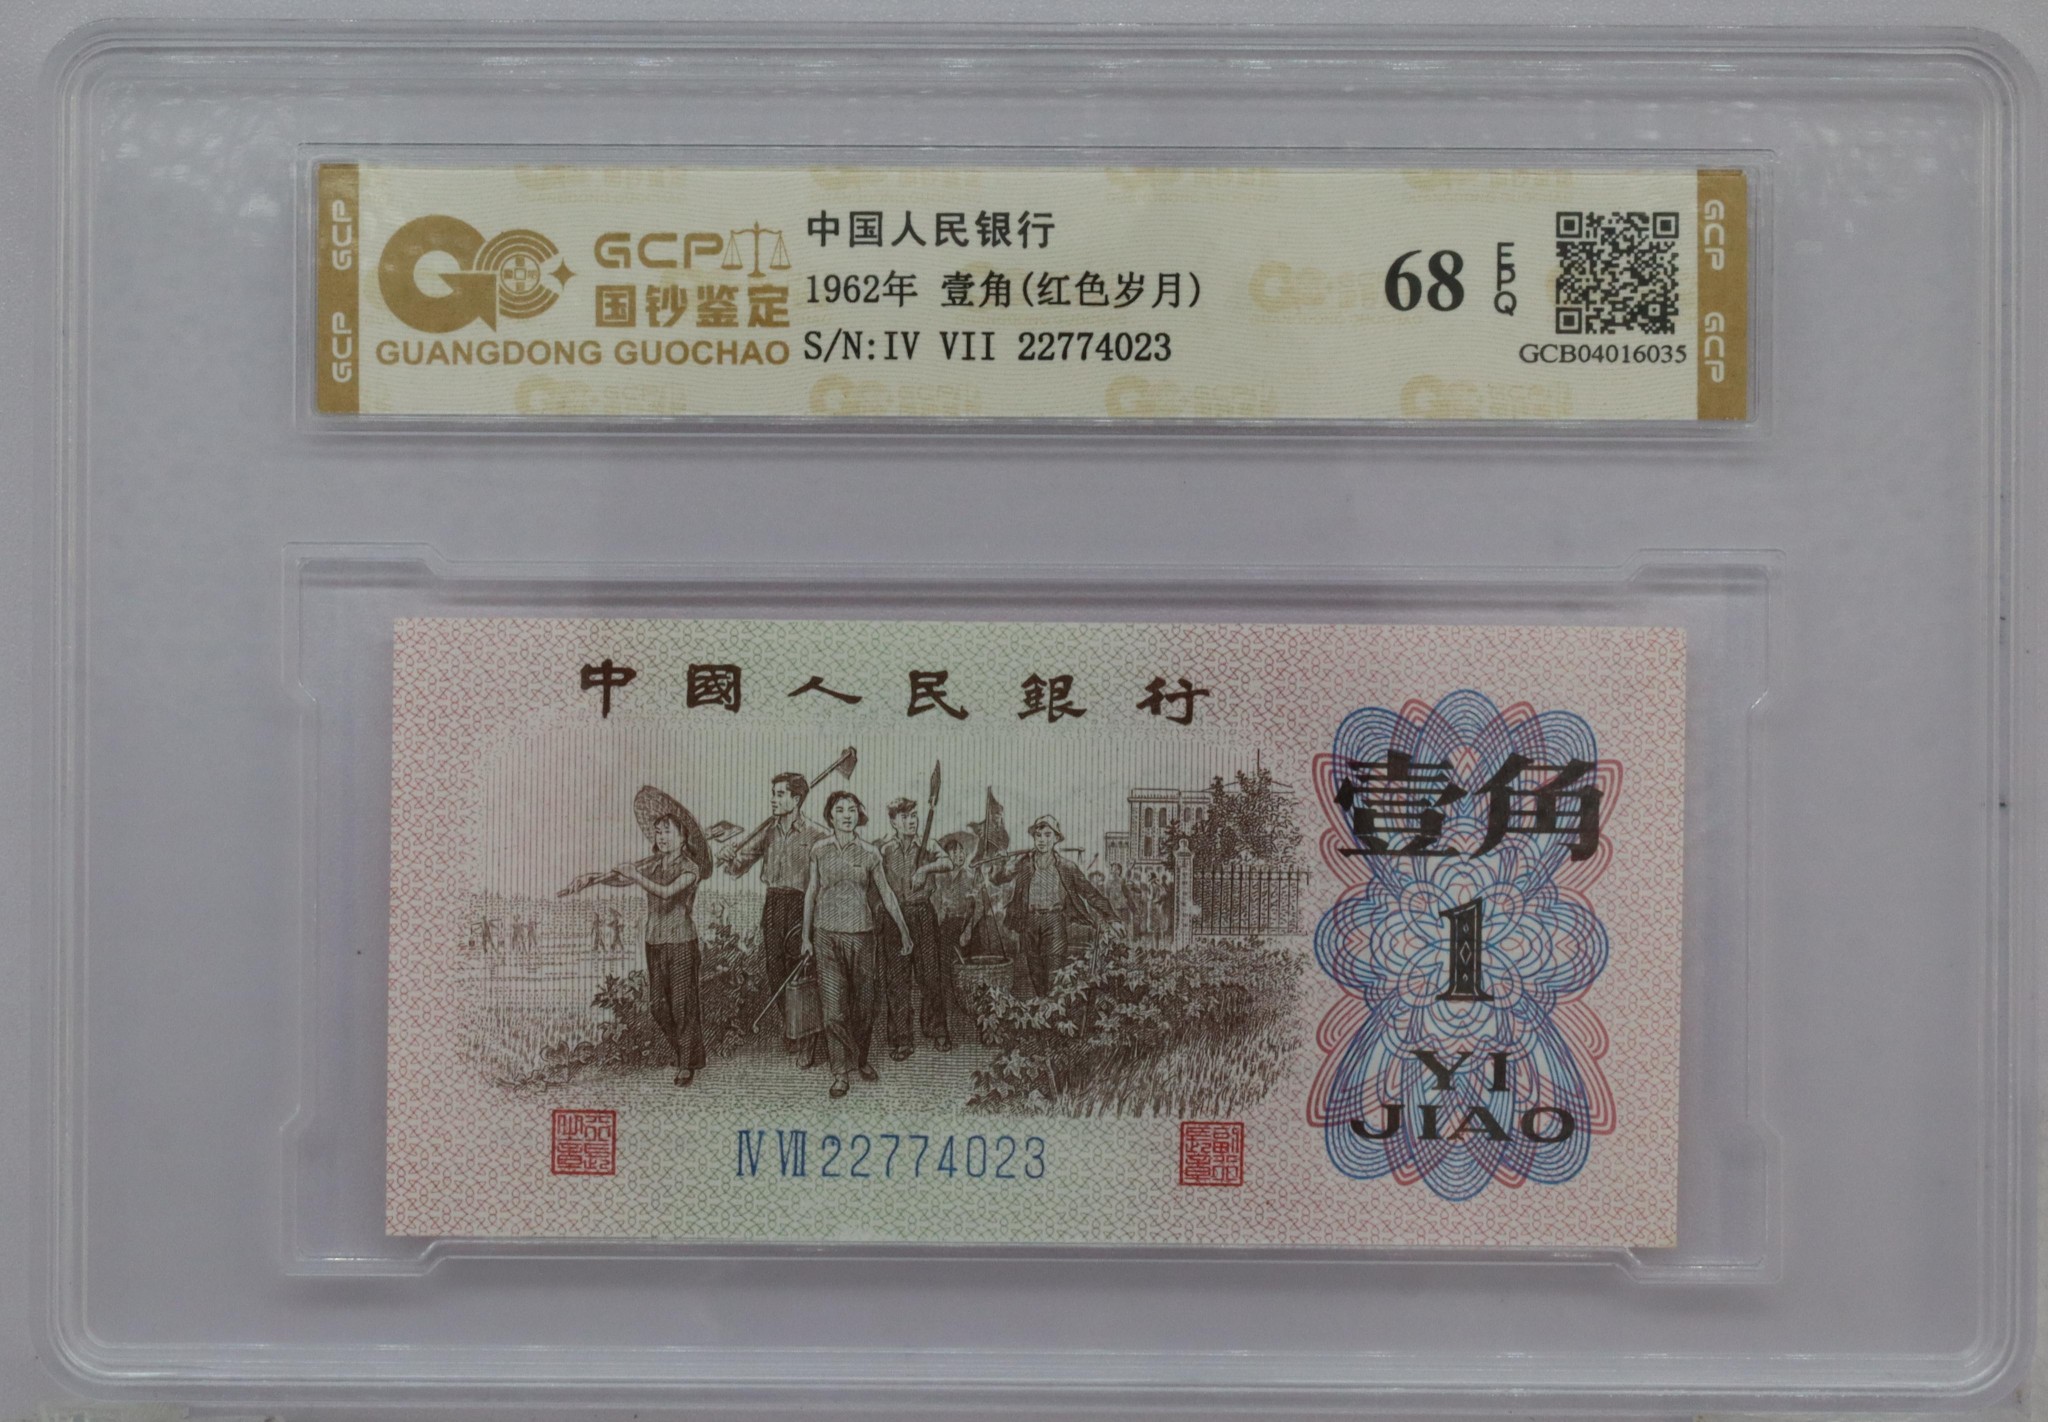 GCP
GCP
GCP
国钞鉴定
GUANGDONG GUOCHAO
中国人民银行
1962年 壹角(红色岁月)
S/N:IV VII 22774023
68
EPQ
GCB04016035
GCP
GCP
中國人民銀行
壹角
1
YI
JIAO
IV VII 22774023